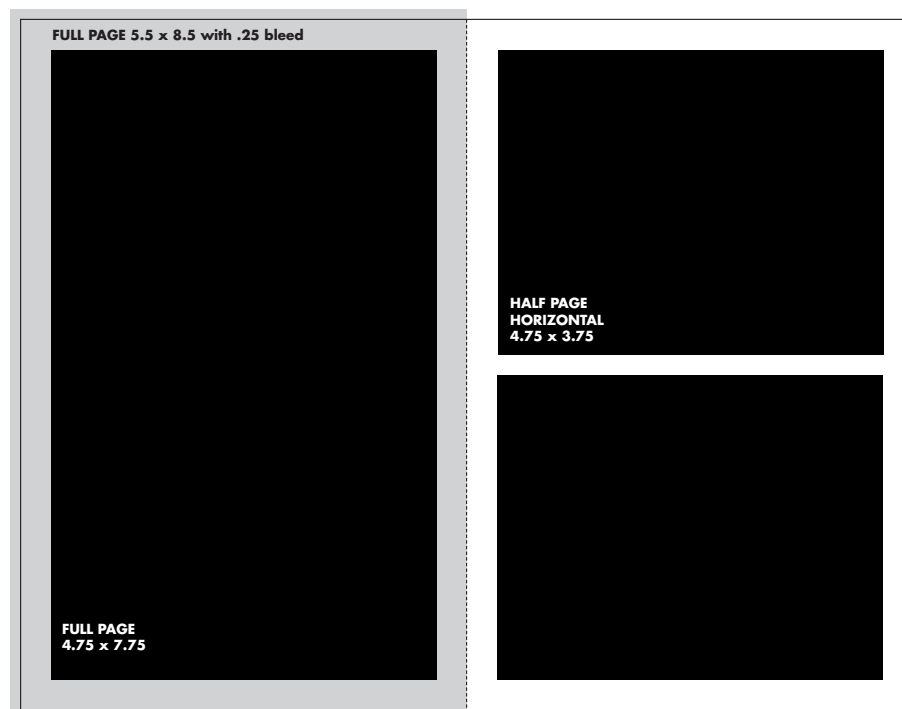 FULL PAGE 5.5 x 8.5 with .25 bleed
FULL PAGE
4.75 x 7.75
HALF PAGE
HORIZONTAL
4.75 x 3.75